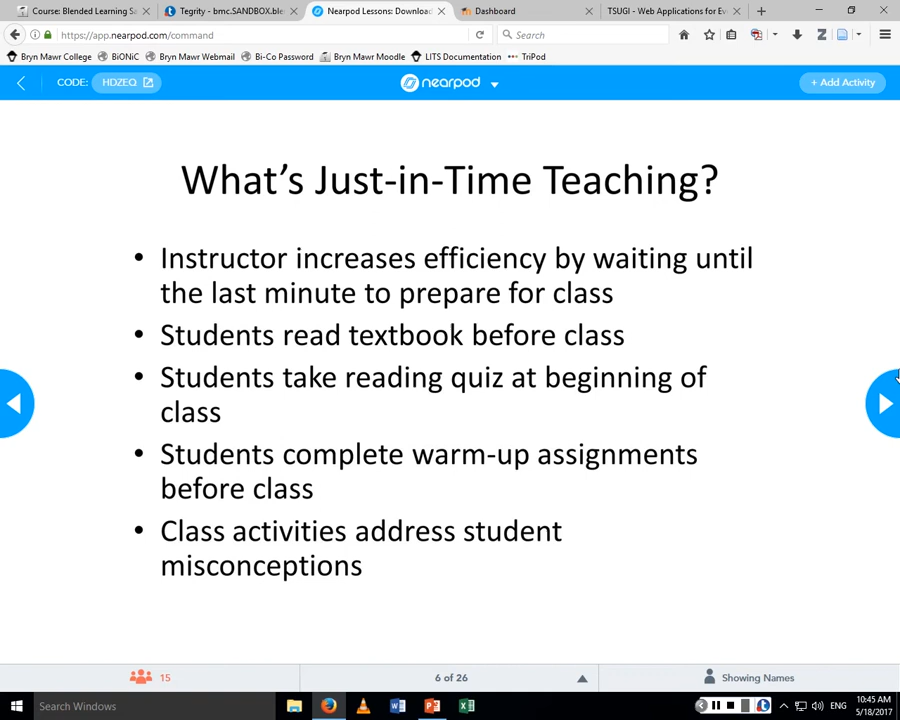 Course: Blended Learning Sa
Tegrity - bmc.SANDBOX.ble
Nearpod Lessons: Download
Dashboard
TSUGI - Web Applications for Ev
https://app.nearpod.com/command
Search
Bryn Mawr College
BiONiC
Bryn Mawr Webmail
Bi-Co Password
Bryn Mawr Moodle
LITS Documentation
TriPod
CODE: HDZEQ
nearpod
+ Add Activity
What's Just-in-Time Teaching?
• Instructor increases efficiency by waiting until
the last minute to prepare for class
• Students read textbook before class
• Students take reading quiz at beginning of
class
• Students complete warm-up assignments
before class
• Class activities address student
misconceptions
15
6 of 26
Showing Names
Search Windows
ENG
10:45 AM
5/18/2017